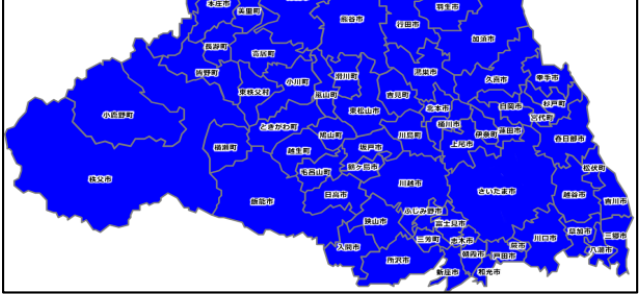 本庄市
美里町
熊谷市
行田市
羽生市
加須市
長瀞町
皆野町
寄居町
東秩父村
小川町
嵐山町
滑川町
東松山市
吉見町
鴻巣市
北本市
桶川市
上尾市
伊奈町
久喜市
幸手市
杉戸町
白岡市
宮代町
蓮田市
春日部市
松伏町
小鹿野町
秩父市
横瀬町
ときがわ町
越生町
鳩山町
毛呂山町
坂戸市
鶴ヶ島市
川島町
川越市
さいたま市
越谷市
吉川市
飯能市
日高市
狭山市
入間市
所沢市
ふじみ野市
富士見市
三芳町
志木市
朝霞市
新座市
和光市
戸田市
蕨市
川口市
草加市
八潮市
三郷市